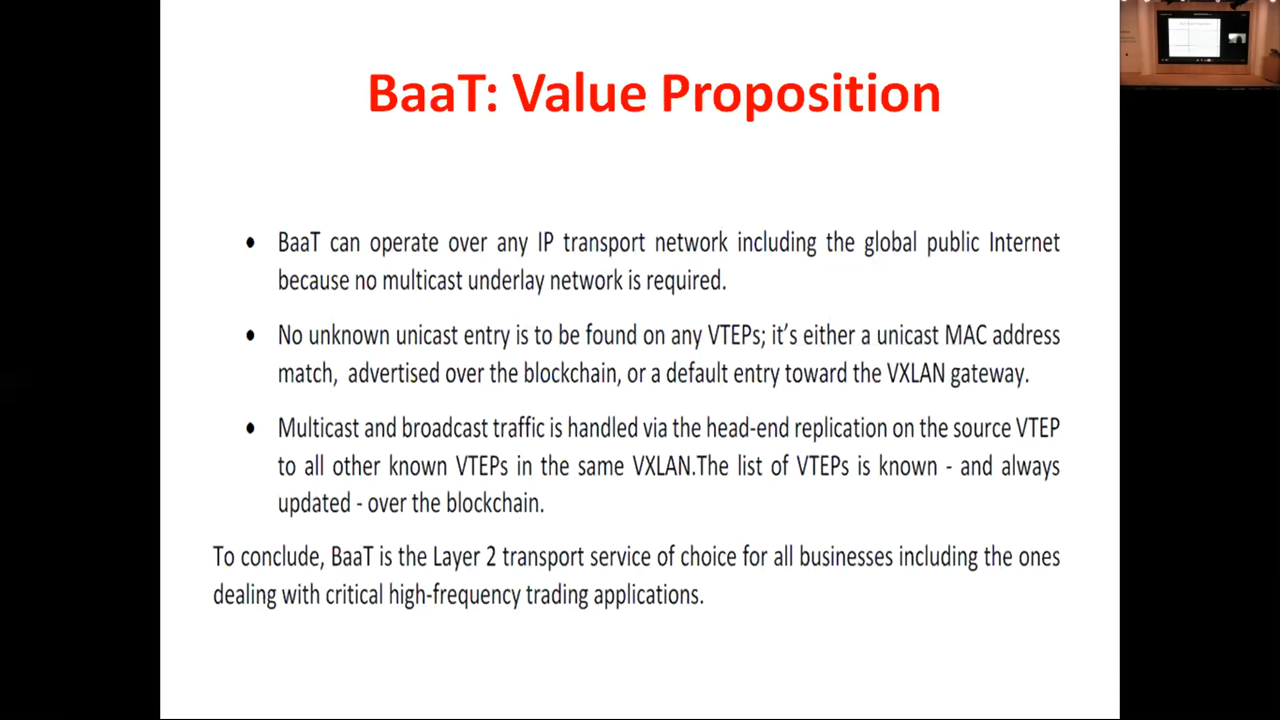 BaaT: Value Proposition
• BaaT can operate over any IP transport network including the global public Internet
because no multicast underlay network is required.
• No unknown unicast entry is to be found on any VTEPs; it’s either a unicast MAC address
match, advertised over the blockchain, or a default entry toward the VXLAN gateway.
• Multicast and broadcast traffic is handled via the head-end replication on the source VTEP
to all other known VTEPs in the same VXLAN.The list of VTEPs is known - and always
updated - over the blockchain.
To conclude, BaaT is the Layer 2 transport service of choice for all businesses including the ones
dealing with critical high-frequency trading applications.